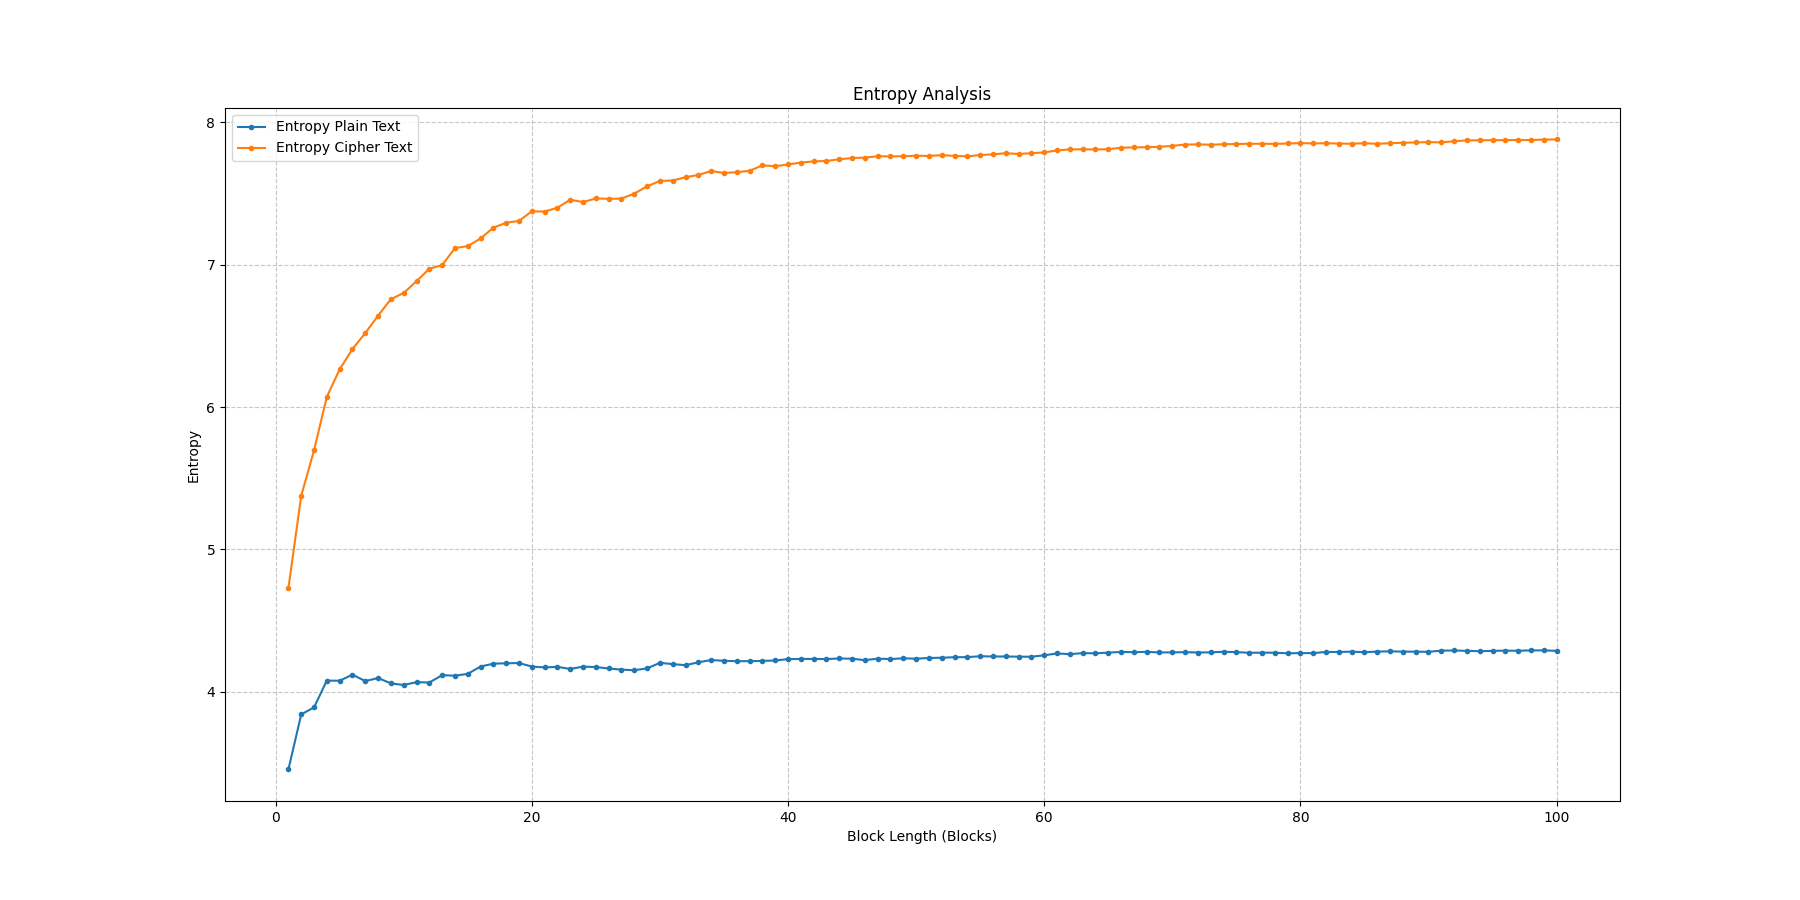 Entropy Analysis
Entropy Plain Text
Entropy Cipher Text
8
7
6
5
4
Entropy
0 20 40 60 80 100
Block Length (Blocks)